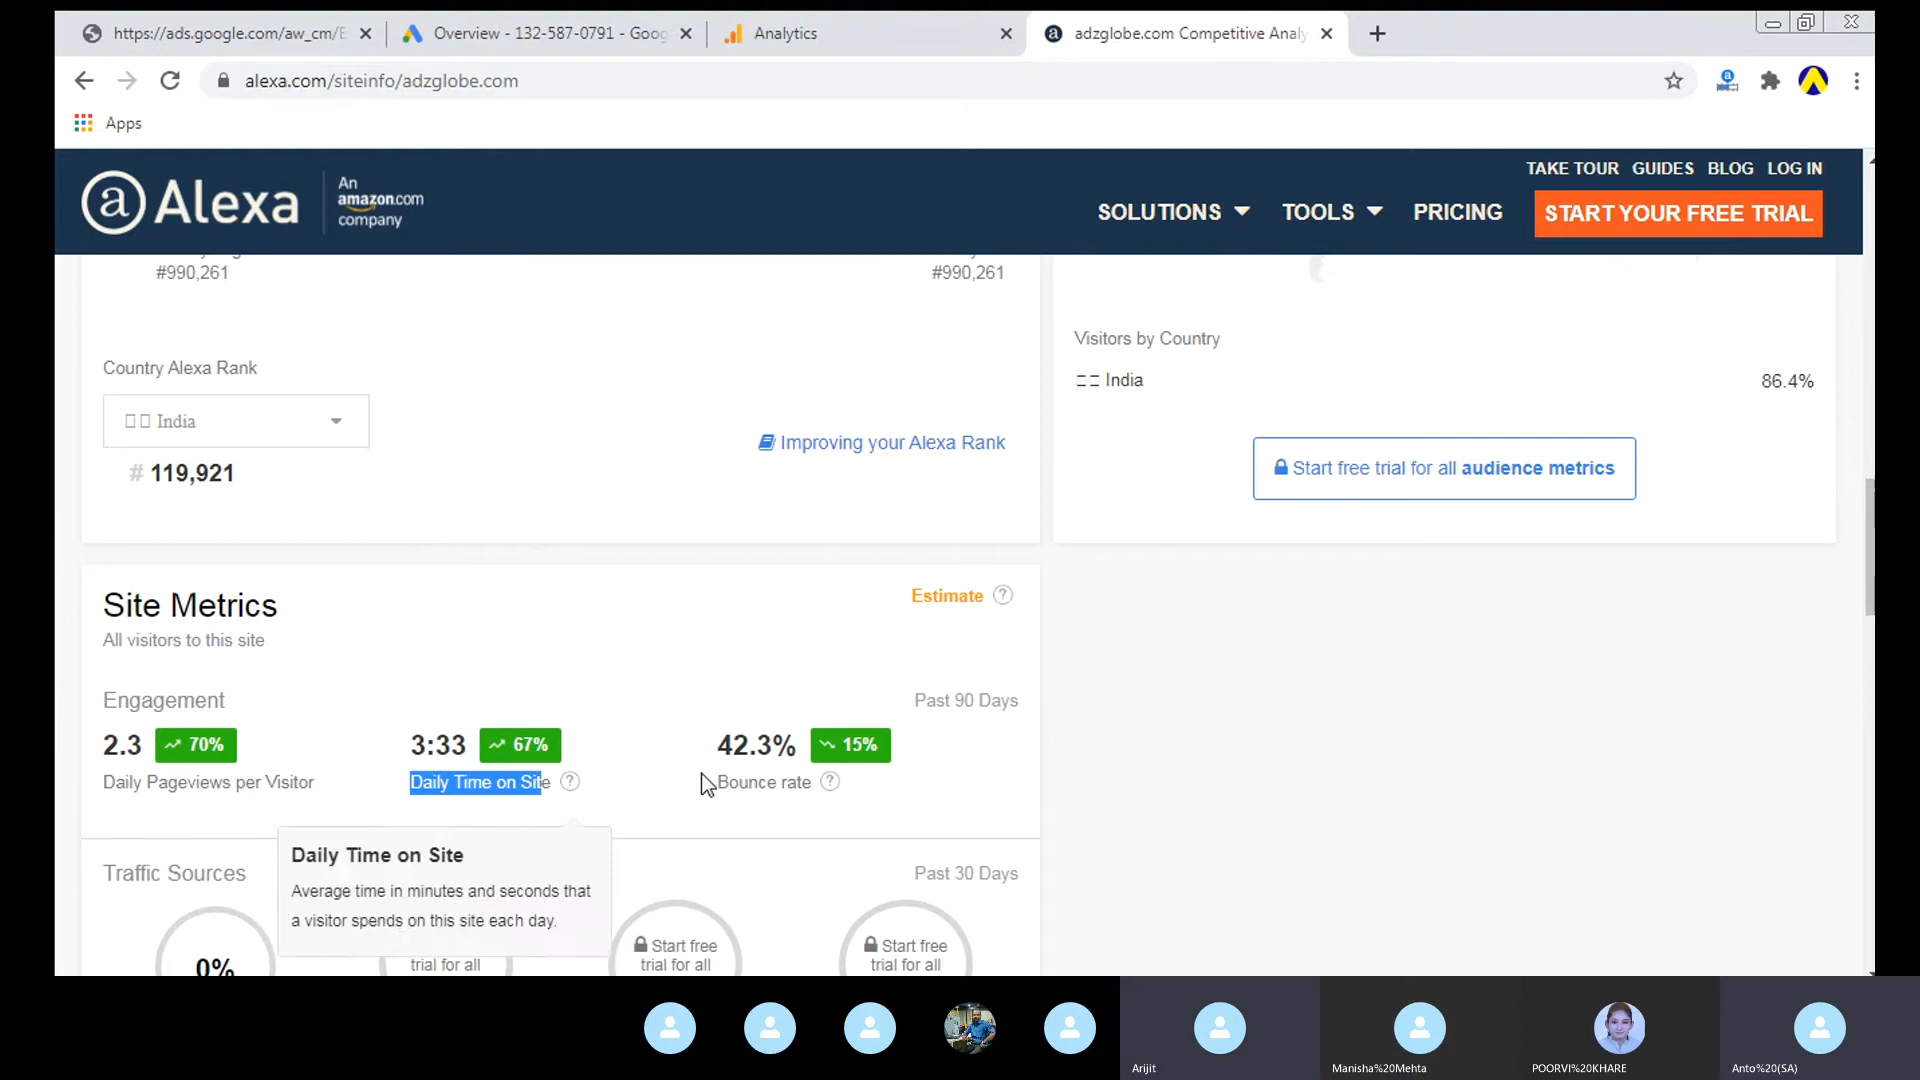 https://ads.google.com/aw_cm/E
Overview - 132-587-0791 - Goog
Analytics
adzglobe.com Competitive Analy
alexa.com/siteinfo/adzglobe.com
Apps
Alexa
An
amazon.com
company
TAKE TOUR GUIDES BLOG LOG IN
SOLUTIONS TOOLS PRICING START YOUR FREE TRIAL
#990,261
#990,261
Country Alexa Rank
India
# 119,921
Improving your Alexa Rank
Visitors by Country
India 86.4%
Start free trial for all audience metrics
Site Metrics
Estimate ?
All visitors to this site
Engagement
Past 90 Days
2.3 70%
Daily Pageviews per Visitor
3:33 67%
Daily Time on Site ?
42.3% 15%
Bounce rate ?
Daily Time on Site
Average time in minutes and seconds that
a visitor spends on this site each day.
Traffic Sources
Past 30 Days
0%
trial for all
Start free
trial for all
Start free
trial for all
Arijit
Manisha%20Mehta
POORVI%20KHARE
Anto%20(SA)